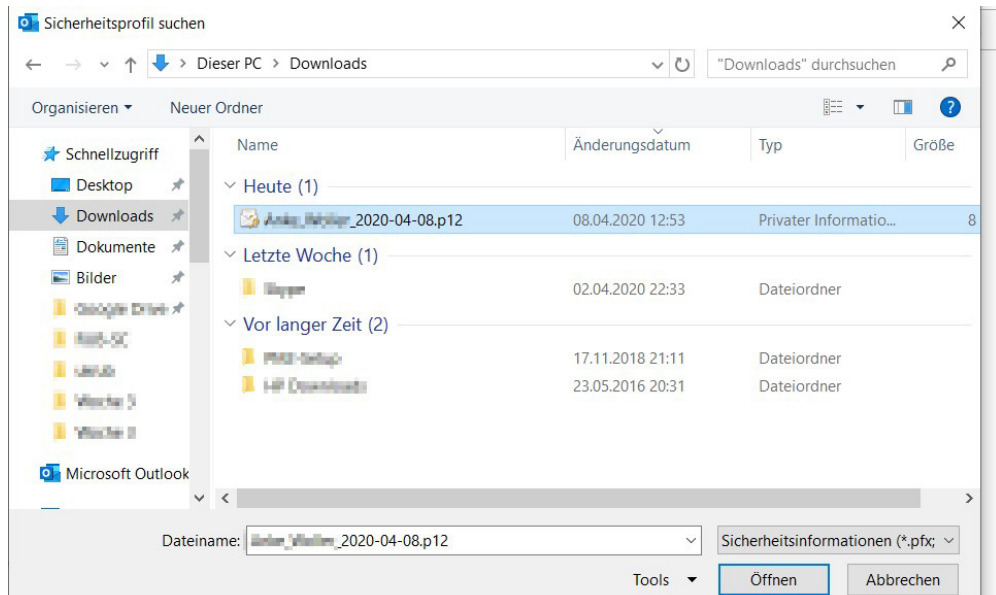 Sicherheitsprofil suchen
Dieser PC > Downloads
"Downloads" durchsuchen
Organisieren
Neuer Ordner
Name Änderungsdatum Typ Größe
Schnellzugriff
Desktop
Downloads
Dokumente
Bilder
Heute (1)
_2020-04-08.p12 08.04.2020 12:53 Privater Informatio... 8
Letzte Woche (1)
02.04.2020 22:33 Dateiordner
Vor langer Zeit (2)
17.11.2018 21:11 Dateiordner
23.05.2016 20:31 Dateiordner
Microsoft Outlook
Dateiname: _2020-04-08.p12
Sicherheitsinformationen (*.pfx;
Tools
Öffnen
Abbrechen